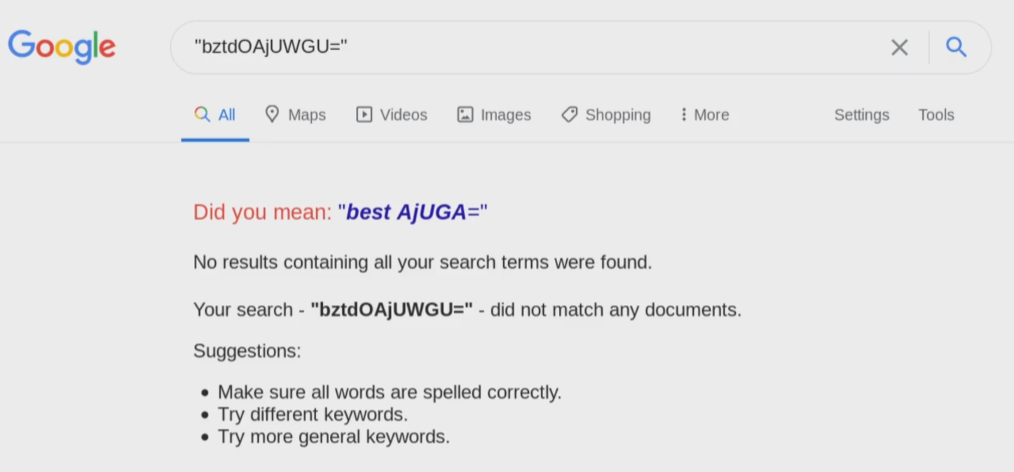 Google "bztdOAjUWGU="
All Maps Videos Images Shopping More Settings Tools
Did you mean: "best AjUGA="
No results containing all your search terms were found.
Your search - "bztdOAjUWGU=" - did not match any documents.
Suggestions:
• Make sure all words are spelled correctly.
• Try different keywords.
• Try more general keywords.